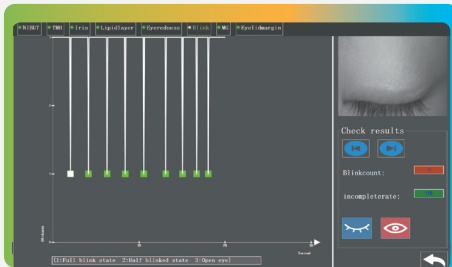 NIBUT TMH Iris Lipidlayer Eyeredness Blink MG Eyelidmargin
Check results
Blinkcount:
incompleterate:
Second
[1:Full blink state 2:Half blinked state 3:Open eye]